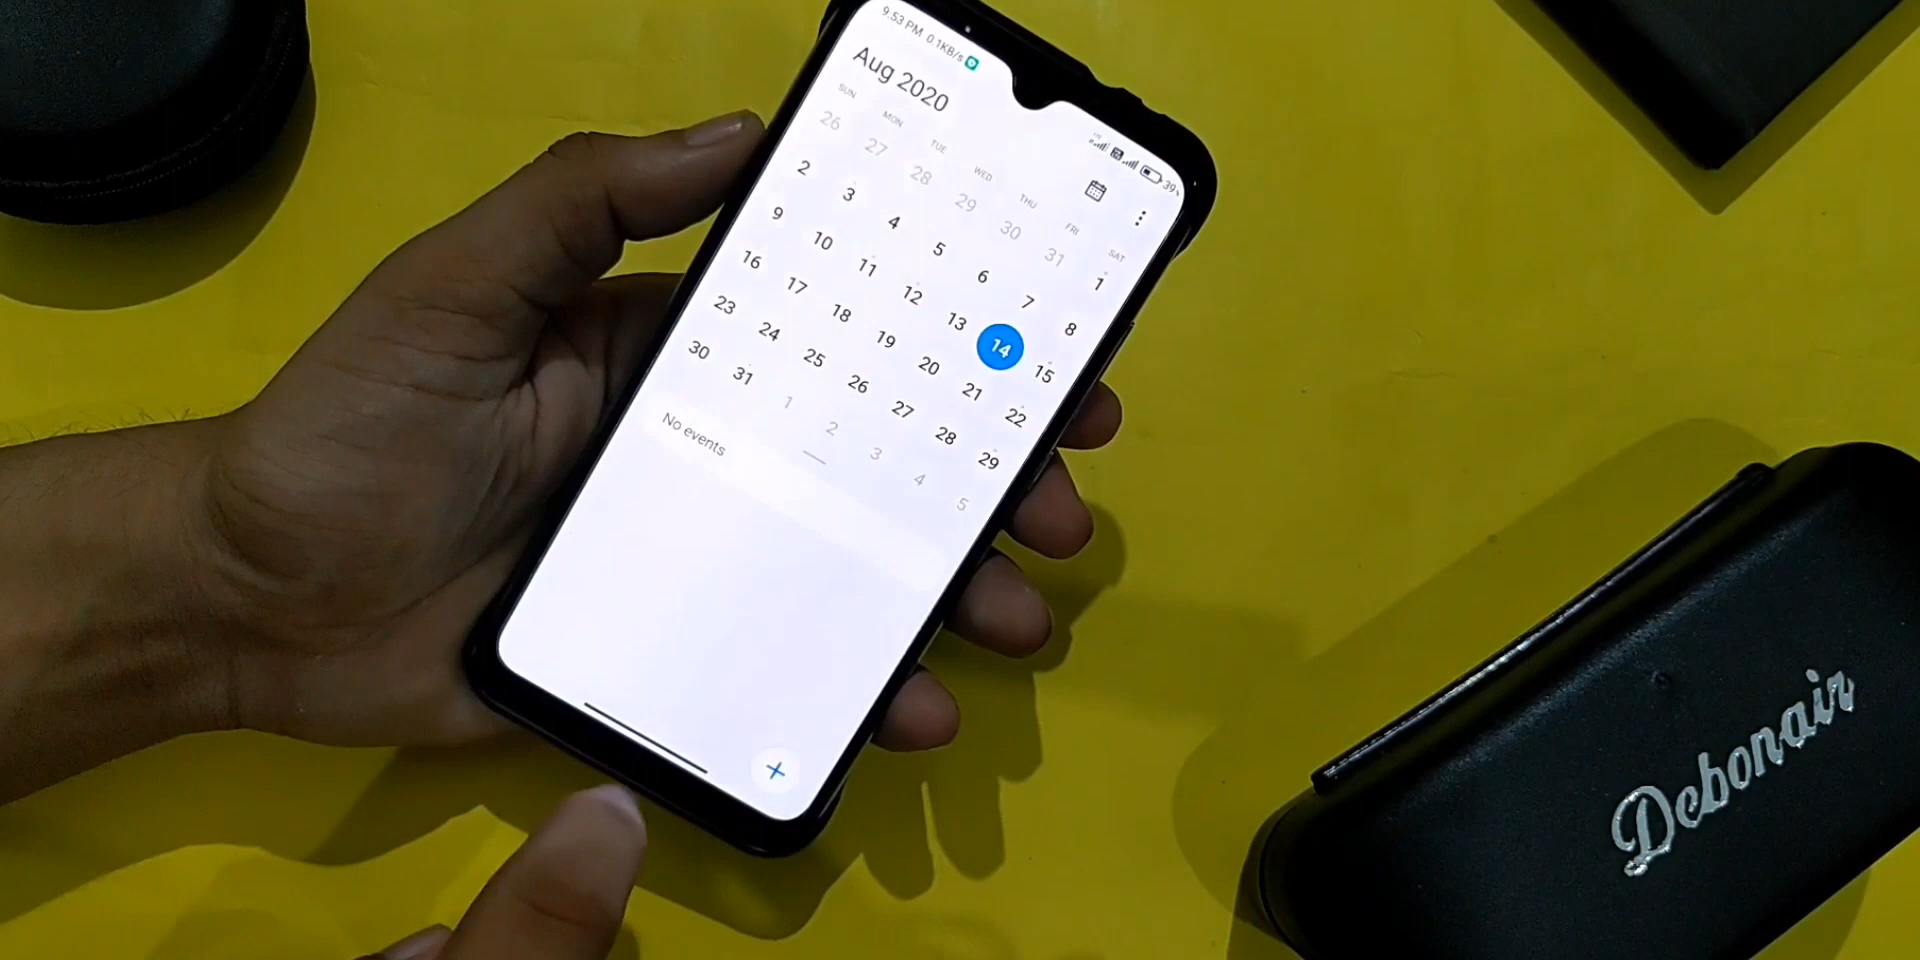 9:53 PM 0.1KB/s
39%
Aug 2020
SUN MON TUE WED THU FRI SAT
26 27 28 29 30 31 1
2 3 4 5 6 7 8
9 10 11 12 13 14 15
16 17 18 19 20 21 22
23 24 25 26 27 28 29
30 31 1 2 3 4 5
No events
Debonair